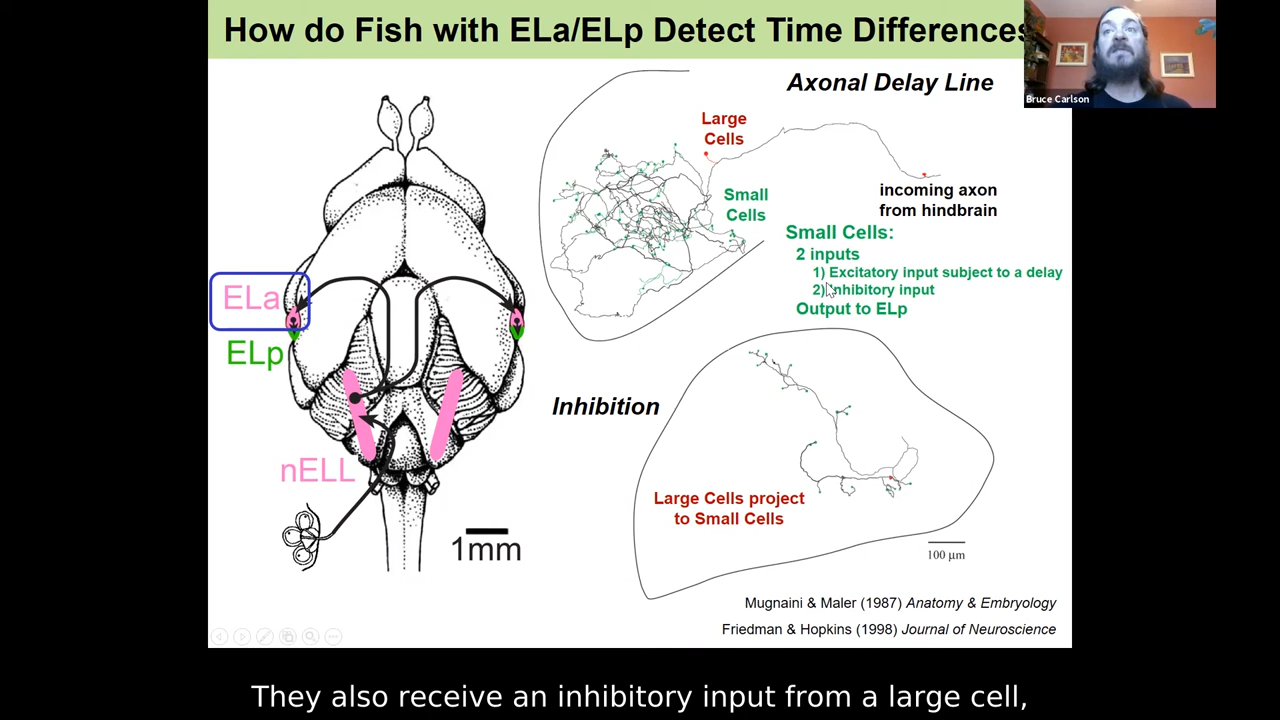 How do Fish with ELa/ELp Detect Time Differences
Bruce Carlson
Axonal Delay Line
Large
Cells
Small
Cells
incoming axon
from hindbrain
Small Cells:
2 inputs
1) Excitatory input subject to a delay
2) Inhibitory input
Output to ELp
ELa
ELp
nELL
1mm
Inhibition
Large Cells project
to Small Cells
100 µm
Mugnaini & Maler (1987) Anatomy & Embryology
Friedman & Hopkins (1998) Journal of Neuroscience
They also receive an inhibitory input from a large cell,